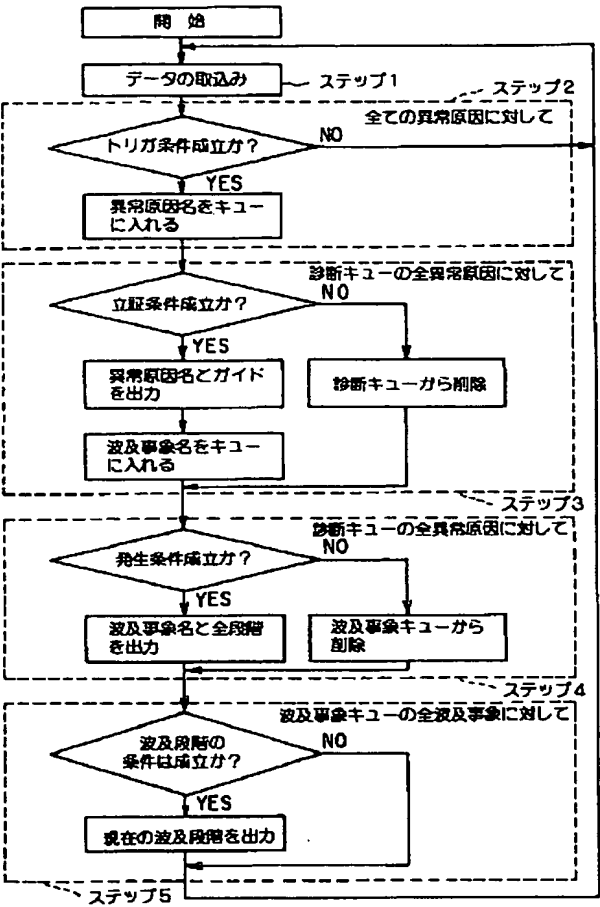 開 始
データの取込み
ステップ1
ステップ2
全ての異常原因に対して
トリガ条件成立か?
NO
YES
異常原因名をキュー
に入れる
診断キューの全異常原因に対して
立証条件成立か?
NO
YES
異常原因名とガイド
を出力
診断キューから削除
波及事象名をキュー
に入れる
ステップ3
診断キューの全異常原因に対して
発生条件成立か?
NO
YES
波及事象名と全段階
を出力
波及事象キューから
削除
ステップ4
波及事象キューの全波及事象に対して
波及段階の
条件は成立か?
NO
YES
現在の波及段階を出力
ステップ5